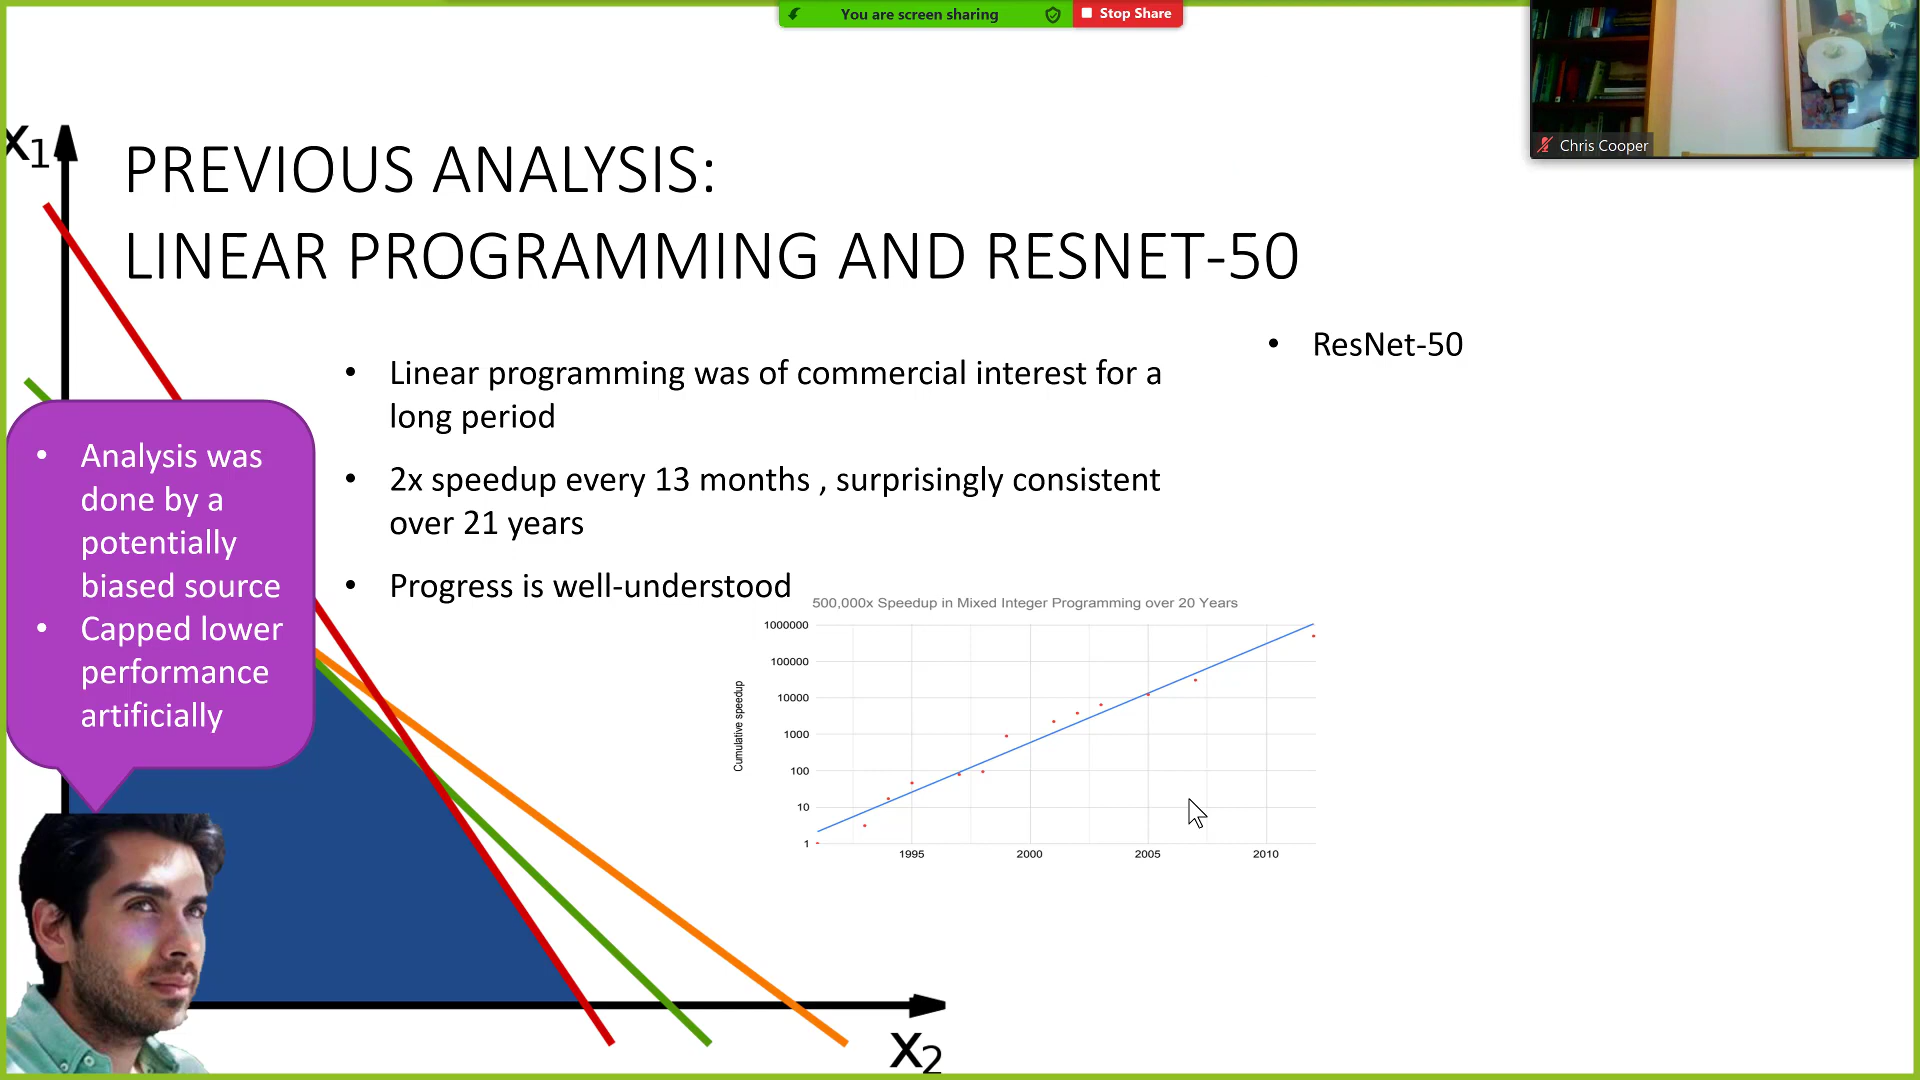 You are screen sharing
Stop Share
Chris Cooper
x1
PREVIOUS ANALYSIS:
LINEAR PROGRAMMING AND RESNET-50
• Linear programming was of commercial interest for a
long period
• 2x speedup every 13 months , surprisingly consistent
over 21 years
• Progress is well-understood
• ResNet-50
• Analysis was
done by a
potentially
biased source
• Capped lower
performance
artificially
500,000x Speedup in Mixed Integer Programming over 20 Years
Cumulative speedup
1000000
100000
10000
1000
100
10
1
1995 2000 2005 2010
x2